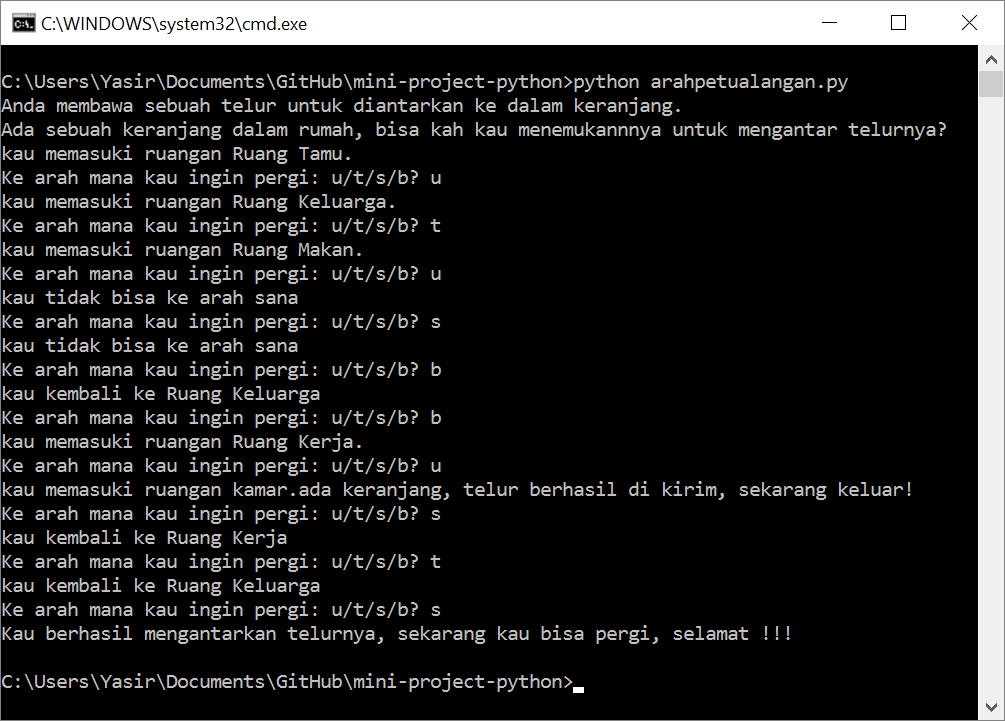 C:\WINDOWS\system32\cmd.exe
C:\Users\Yasir\Documents\GitHub\mini-project-python>python arahpetualangan.py
Anda membawa sebuah telur untuk diantarkan ke dalam keranjang.
Ada sebuah keranjang dalam rumah, bisa kah kau menemukannnya untuk mengantar telurnya?
kau memasuki ruangan Ruang Tamu.
Ke arah mana kau ingin pergi: u/t/s/b? u
kau memasuki ruangan Ruang Keluarga.
Ke arah mana kau ingin pergi: u/t/s/b? t
kau memasuki ruangan Ruang Makan.
Ke arah mana kau ingin pergi: u/t/s/b? u
kau tidak bisa ke arah sana
Ke arah mana kau ingin pergi: u/t/s/b? s
kau tidak bisa ke arah sana
Ke arah mana kau ingin pergi: u/t/s/b? b
kau kembali ke Ruang Keluarga
Ke arah mana kau ingin pergi: u/t/s/b? b
kau memasuki ruangan Ruang Kerja.
Ke arah mana kau ingin pergi: u/t/s/b? u
kau memasuki ruangan kamar.ada keranjang, telur berhasil di kirim, sekarang keluar!
Ke arah mana kau ingin pergi: u/t/s/b? s
kau kembali ke Ruang Kerja
Ke arah mana kau ingin pergi: u/t/s/b? t
kau kembali ke Ruang Keluarga
Ke arah mana kau ingin pergi: u/t/s/b? s
Kau berhasil mengantarkan telurnya, sekarang kau bisa pergi, selamat !!!
C:\Users\Yasir\Documents\GitHub\mini-project-python>